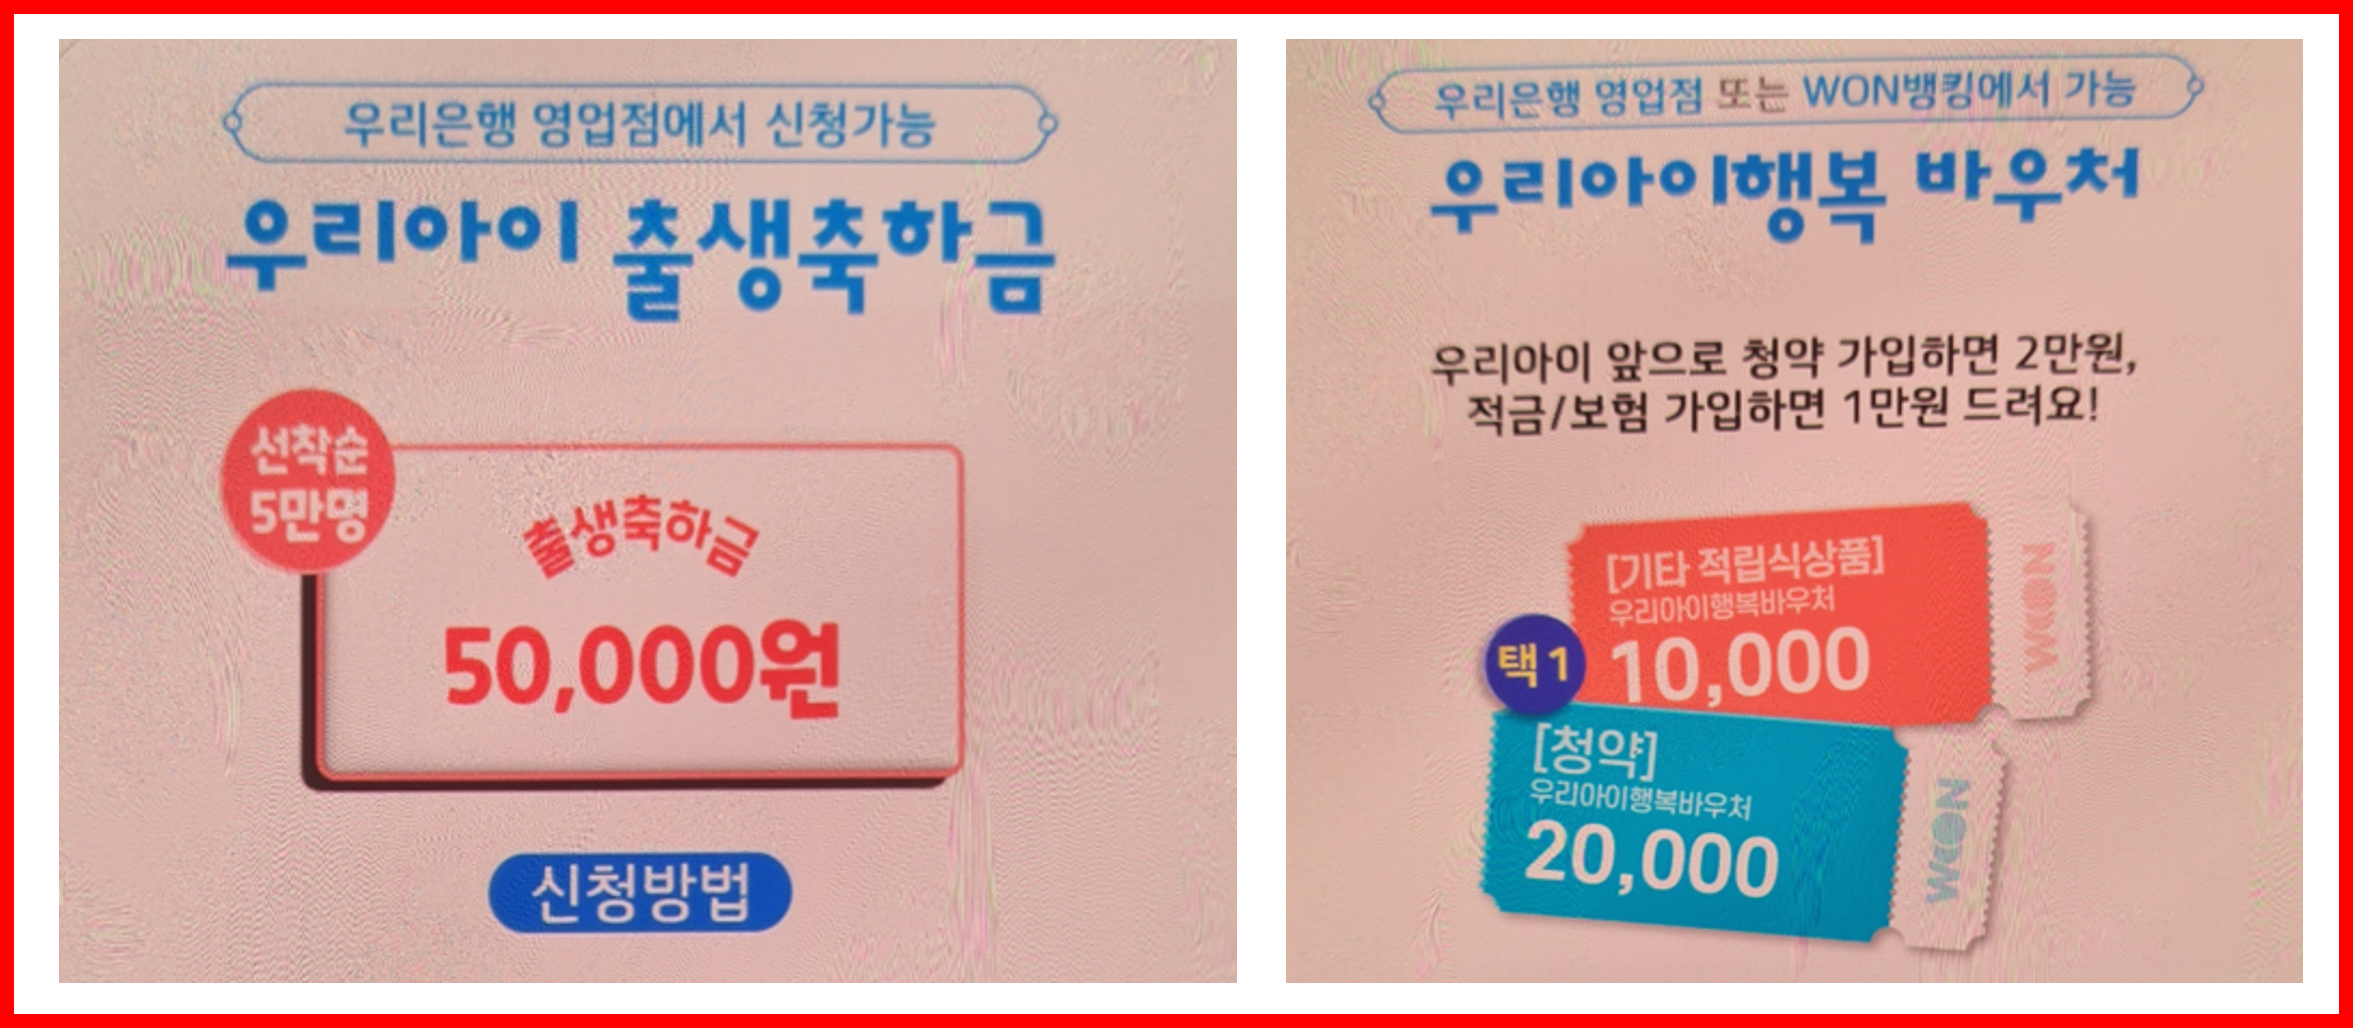 우리은행 영업점에서 신청가능
우리아이 출생축하금
선착순
5만명
출생축하금
50,000원
신청방법
우리은행 영업점 또는 WON뱅킹에서 가능
우리아이행복 바우처
우리아이 앞으로 청약 가입하면 2만원,
적금/보험 가입하면 1만원 드려요!
[기타 적립식상품]
우리아이행복바우처
10,000
WON
택1
[청약]
우리아이행복바우처
20,000
WON